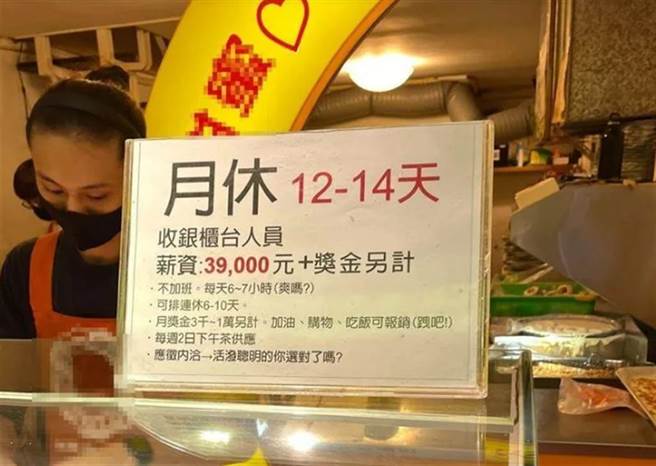 月休 12-14天
收銀櫃台人員
薪資:39,000元+獎金另計
·不加班。每天6~7小時(爽嗎?)
·可排連休6-10天。
·月獎金3千~1萬另計。加油、購物、吃飯可報銷(跩吧!)
·每週2日下午茶供應
·應徵內洽→活潑聰明的你選對了嗎?